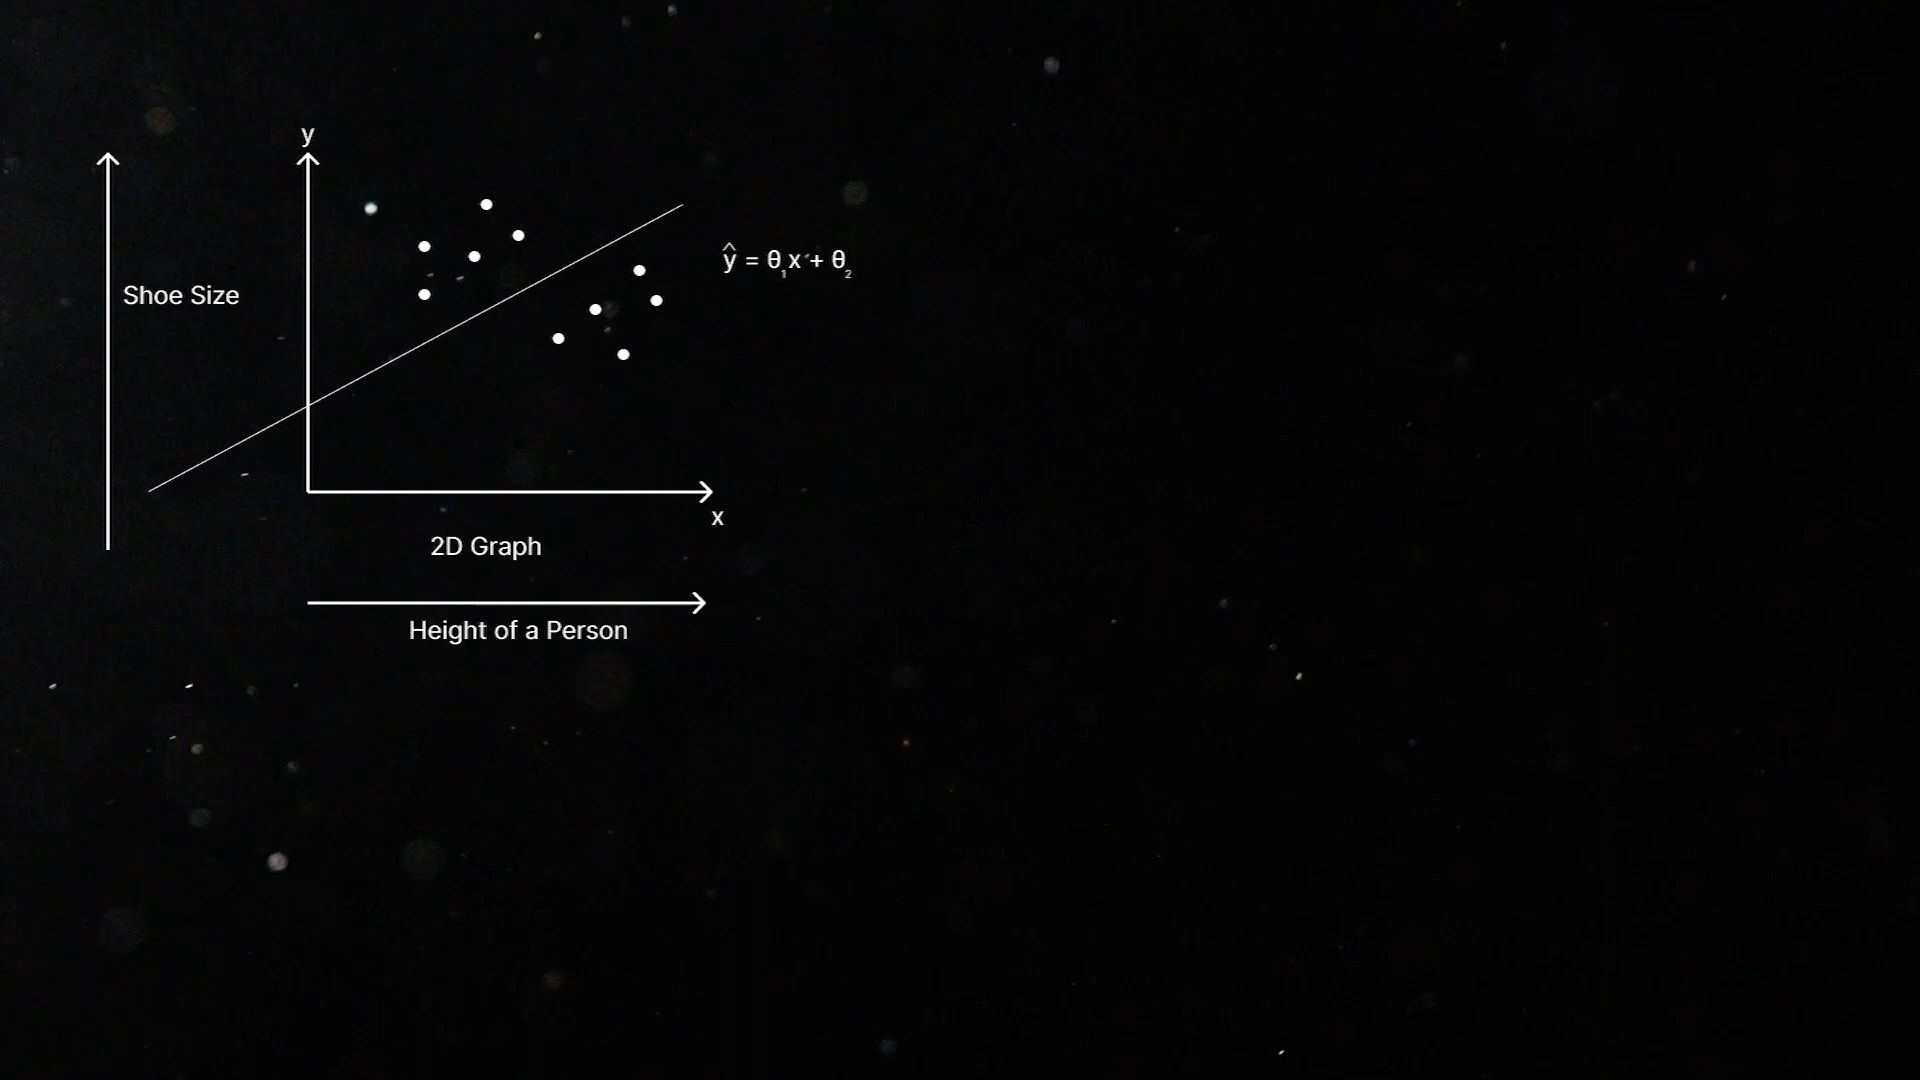 y
Shoe Size
ŷ = θ₁x + θ₂
x
2D Graph
Height of a Person